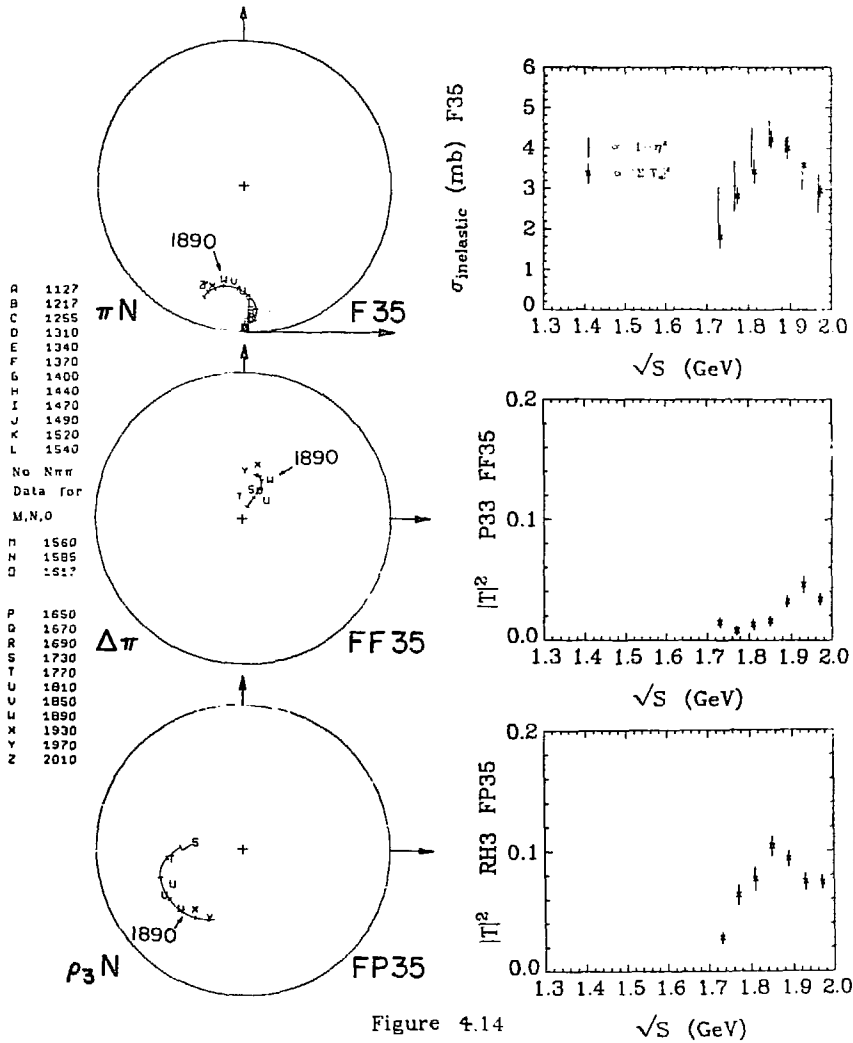 1890
πN
F35
A 1127
B 1217
C 1255
D 1310
E 1340
F 1370
G 1400
H 1440
I 1470
J 1490
K 1520
L 1540
No Nππ
Data for
M,N,O
M 1560
N 1585
O 1517
P 1650
Q 1670
R 1690
S 1730
T 1770
U 1810
V 1850
W 1890
X 1930
Y 1970
Z 2010
1890
Y X W S U T
Δπ
FF35
S T U W X Y
1890
ρ3N
FP35
σinelastic (mb) F35
6
5
4
3
2
1
0
1.3 1.4 1.5 1.6 1.7 1.8 1.9 2.0
√S (GeV)
|T|² P33 FF35
0.2
0.1
0.0
1.3 1.4 1.5 1.6 1.7 1.8 1.9 2.0
√S (GeV)
|T|² RH3 FP35
0.2
0.1
0.0
1.3 1.4 1.5 1.6 1.7 1.8 1.9 2.0
√S (GeV)
Figure 4.14